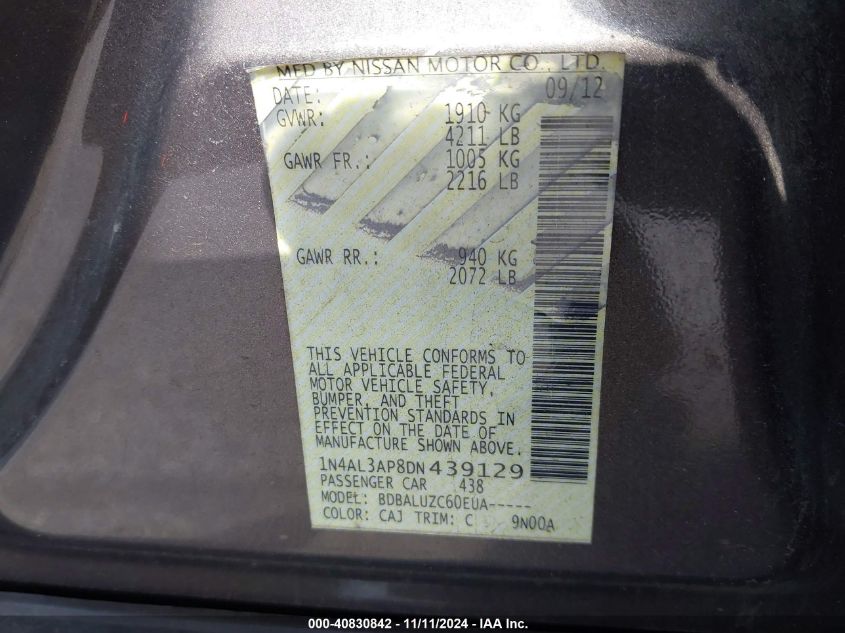 MFD BY NISSAN MOTOR CO., LTD.
DATE: 09/12
GVWR: 1910 KG
4211 LB
GAWR FR.: 1005 KG
2216 LB
GAWR RR.: 940 KG
2072 LB
THIS VEHICLE CONFORMS TO
ALL APPLICABLE FEDERAL
MOTOR VEHICLE SAFETY,
BUMPER, AND THEFT
PREVENTION STANDARDS IN
EFFECT ON THE DATE OF
MANUFACTURE SHOWN ABOVE.
1N4AL3AP8DN439129
PASSENGER CAR 438
MODEL: BDBALUZC60EUA-----
COLOR: CAJ TRIM: C 9N00A
000-40830842 - 11/11/2024 - IAA Inc.